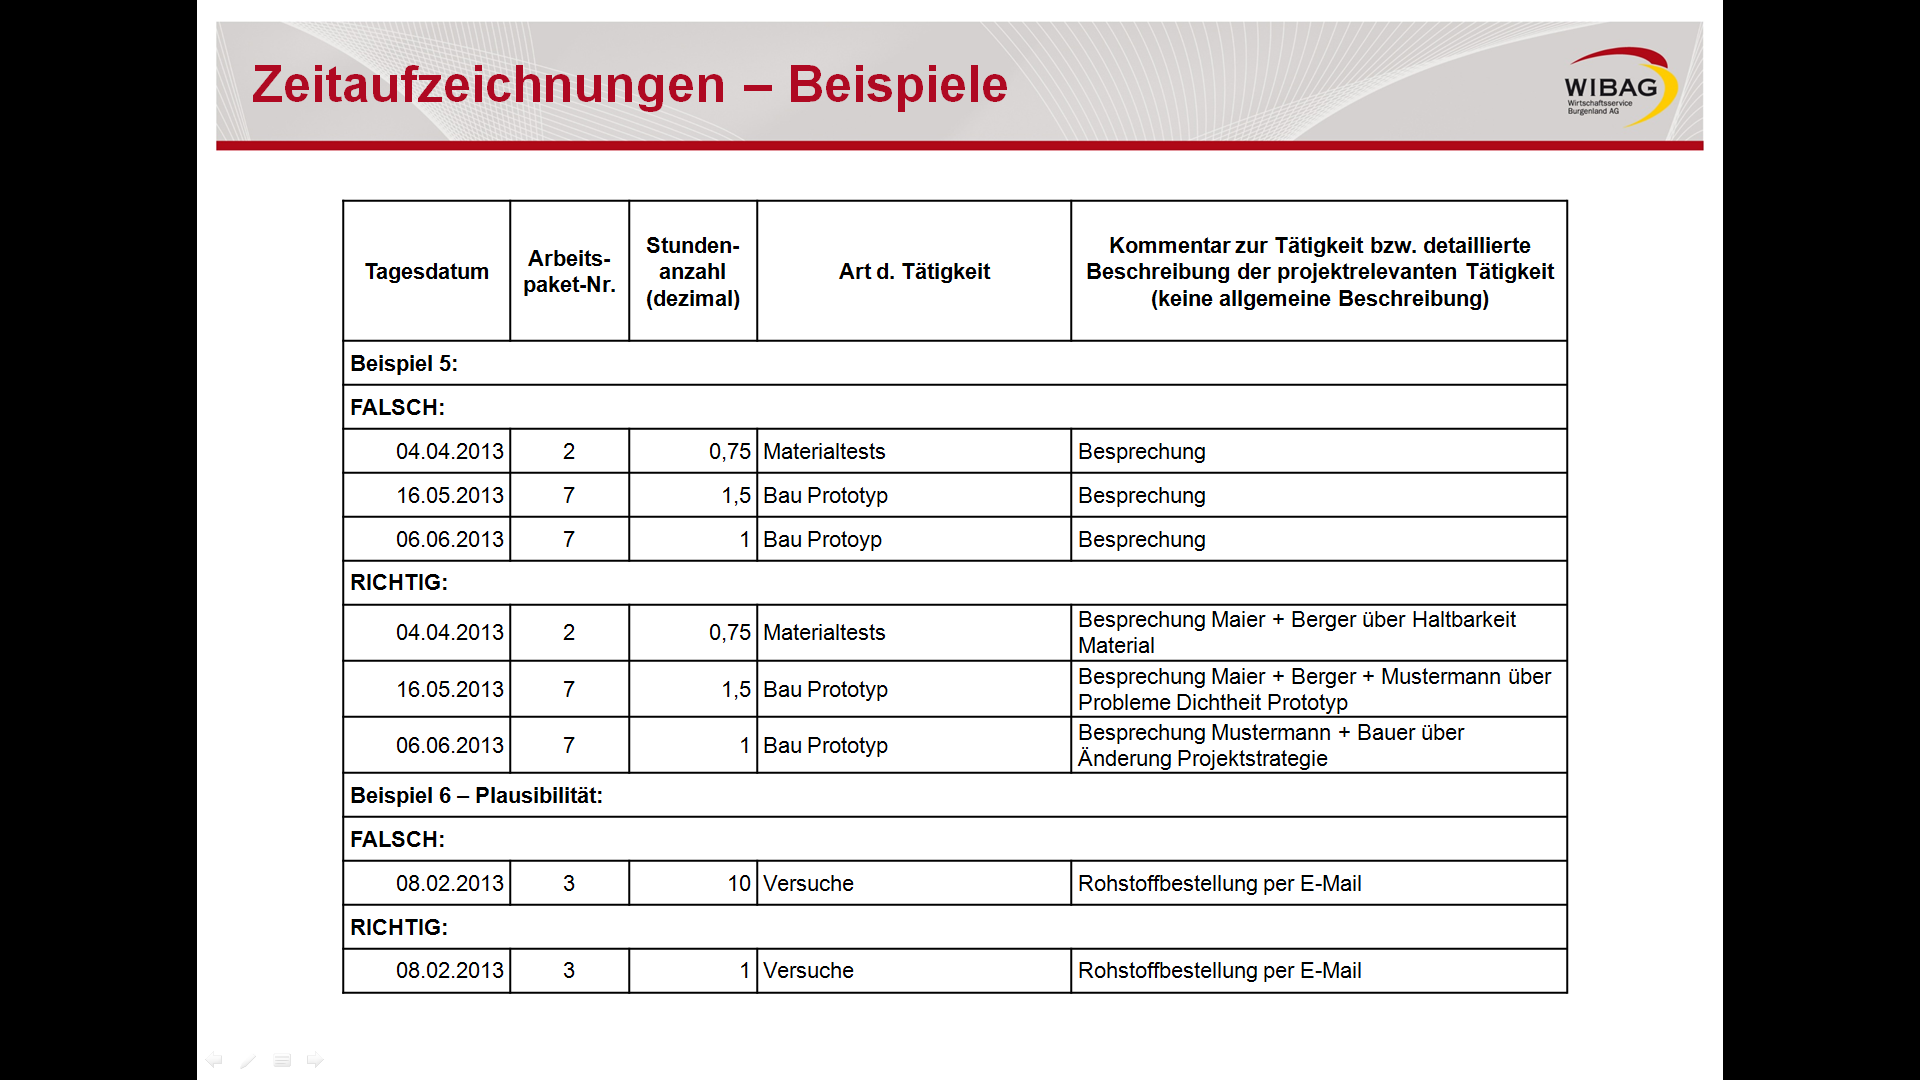 Zeitaufzeichnungen – Beispiele
WIBAG
Wirtschaftsservice
Burgenland AG
Tagesdatum
Arbeits-
paket-Nr.
Stunden-
anzahl
(dezimal)
Art d. Tätigkeit
Kommentar zur Tätigkeit bzw. detaillierte
Beschreibung der projektrelevanten Tätigkeit
(keine allgemeine Beschreibung)
Beispiel 5:
FALSCH:
04.04.2013 2 0,75 Materialtests Besprechung
16.05.2013 7 1,5 Bau Prototyp Besprechung
06.06.2013 7 1 Bau Protoyp Besprechung
RICHTIG:
04.04.2013 2 0,75 Materialtests Besprechung Maier + Berger über Haltbarkeit
Material
16.05.2013 7 1,5 Bau Prototyp Besprechung Maier + Berger + Mustermann über
Probleme Dichtheit Prototyp
06.06.2013 7 1 Bau Prototyp Besprechung Mustermann + Bauer über
Änderung Projektstrategie
Beispiel 6 – Plausibilität:
FALSCH:
08.02.2013 3 10 Versuche Rohstoffbestellung per E-Mail
RICHTIG:
08.02.2013 3 1 Versuche Rohstoffbestellung per E-Mail